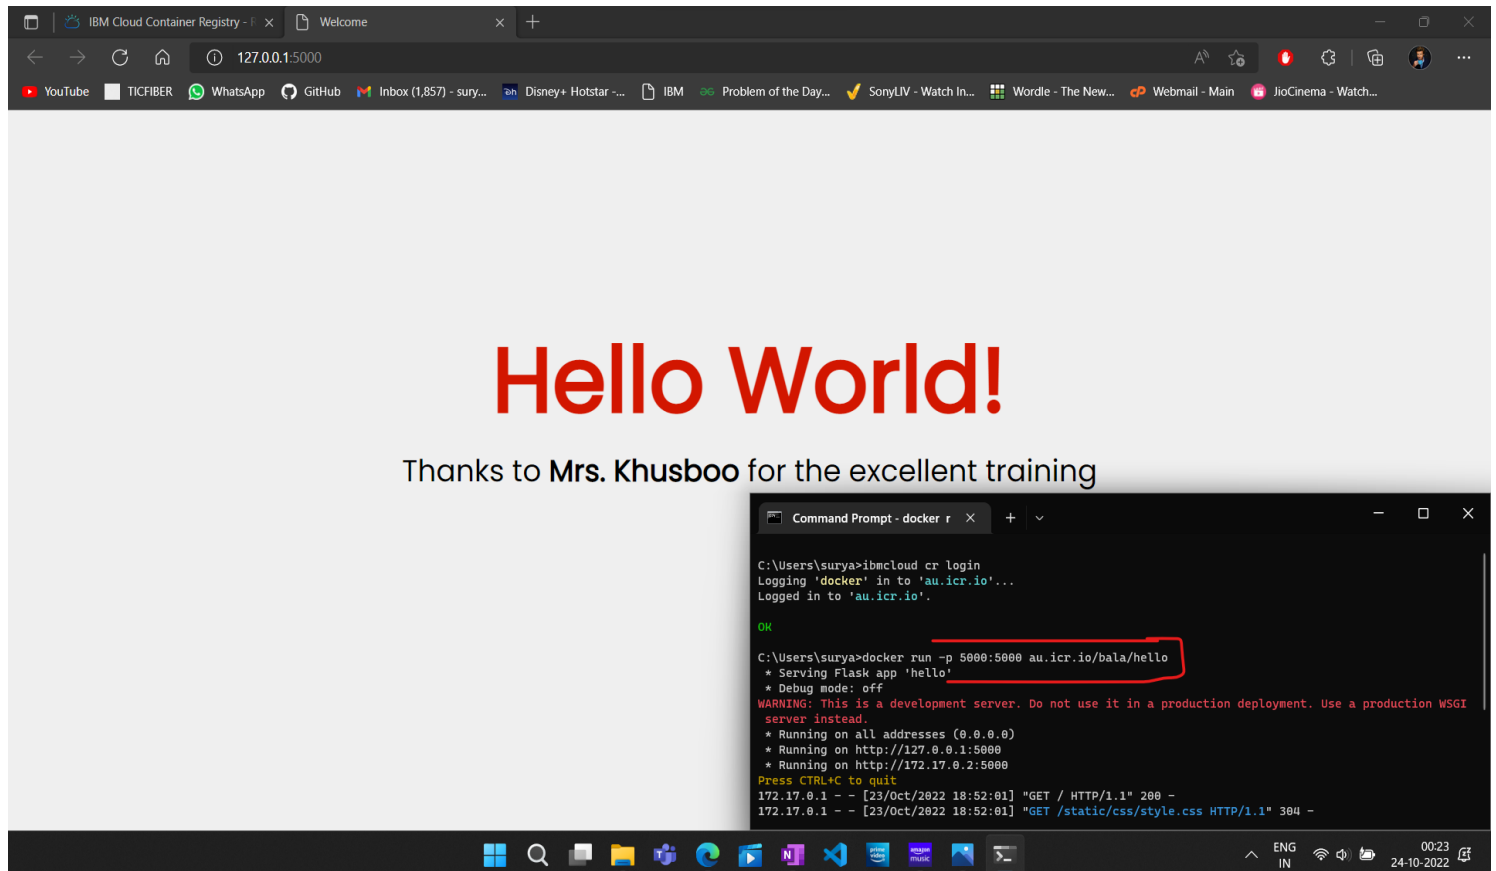 IBM Cloud Container Registry - R
Welcome
127.0.0.1:5000
YouTube
TICFIBER
WhatsApp
GitHub
Inbox (1,857) - sury...
Disney+ Hotstar -...
IBM
Problem of the Day...
SonyLIV - Watch In...
Wordle - The New...
Webmail - Main
JioCinema - Watch...
Hello World!
Thanks to Mrs. Khusboo for the excellent training
Command Prompt - docker r
C:\Users\surya>ibmcloud cr login
Logging 'docker' in to 'au.icr.io'...
Logged in to 'au.icr.io'.
OK
C:\Users\surya>docker run -p 5000:5000 au.icr.io/bala/hello
* Serving Flask app 'hello'
* Debug mode: off
WARNING: This is a development server. Do not use it in a production deployment. Use a production WSGI
server instead.
* Running on all addresses (0.0.0.0)
* Running on http://127.0.0.1:5000
* Running on http://172.17.0.2:5000
Press CTRL+C to quit
172.17.0.1 - - [23/Oct/2022 18:52:01] "GET / HTTP/1.1" 200 -
172.17.0.1 - - [23/Oct/2022 18:52:01] "GET /static/css/style.css HTTP/1.1" 304 -
prime video
amazon music
ENG
IN
00:23
24-10-2022